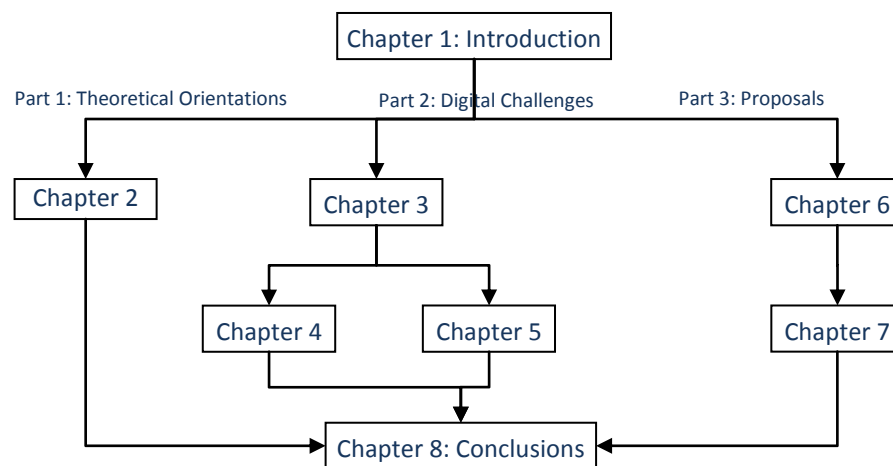 Chapter 1: Introduction
Part 1: Theoretical Orientations
Part 2: Digital Challenges
Part 3: Proposals
Chapter 2
Chapter 3
Chapter 6
Chapter 4
Chapter 5
Chapter 7
Chapter 8: Conclusions